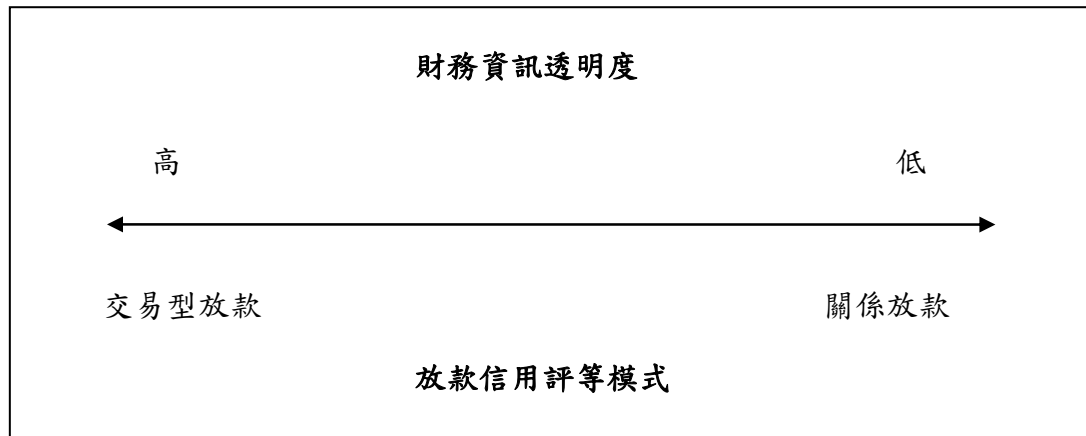 財務資訊透明度
高 低
交易型放款 關係放款
放款信用評等模式